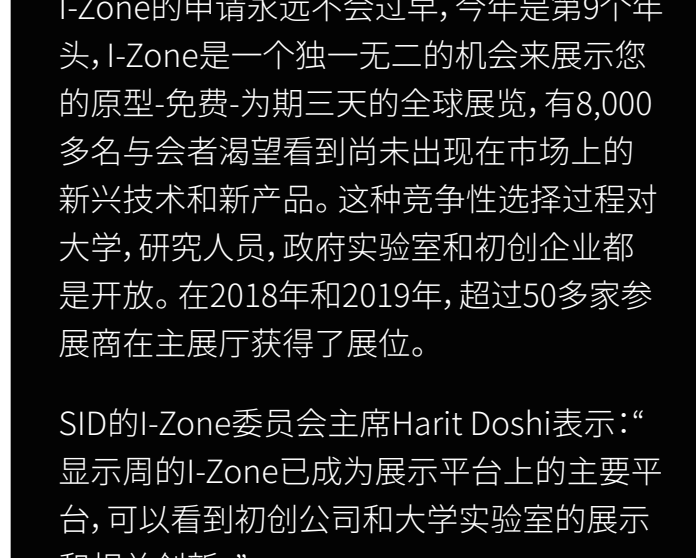 I-Zone的申请永远不会过早，今年是第9个年
头，I-Zone是一个独一无二的机会来展示您
的原型-免费-为期三天的全球展览，有8,000
多名与会者渴望看到尚未出现在市场上的
新兴技术和新产品。这种竞争性选择过程对
大学，研究人员，政府实验室和初创企业都
是开放。在2018年和2019年，超过50多家参
展商在主展厅获得了展位。
SID的I-Zone委员会主席Harit Doshi表示：“
显示周的I-Zone已成为展示平台上的主要平
台，可以看到初创公司和大学实验室的展示